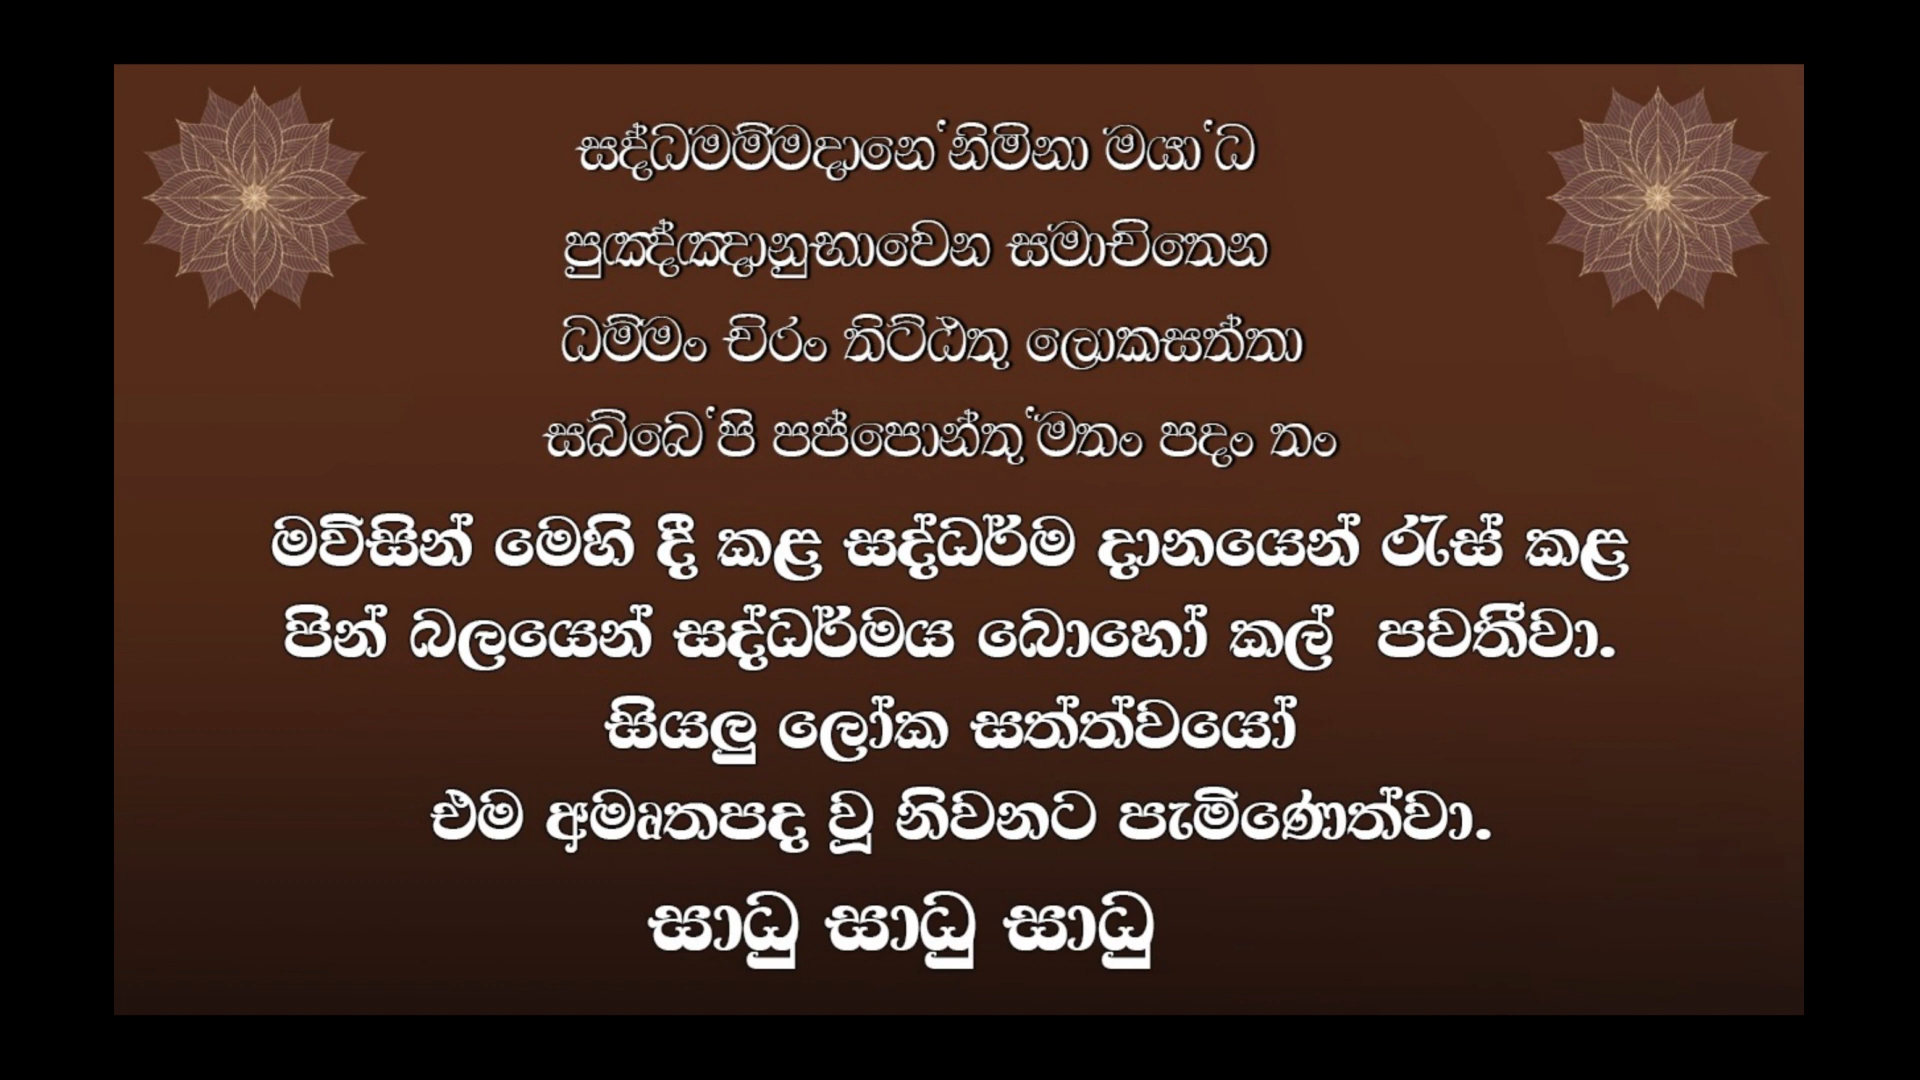 සද්ධමම්මදානෙ'නිමිනා මයා'ධ
පුඤ්ඤානුභාවෙන සමාචිතෙන
ධම්මං චිරං තිට්ඨතු ලොකසත්තා
සබ්බෙ'පි පප්පොන්තු'මතං පදං තං
මවිසින් මෙහි දී කළ සද්ධර්ම දානයෙන් රැස් කළ
පින් බලයෙන් සද්ධර්මය බොහෝ කල් පවතීවා.
සියලු ලෝක සත්ත්වයෝ
එම අමෘතපද වූ නිවනට පැමිණෙත්වා.
සාධු සාධු සාධු